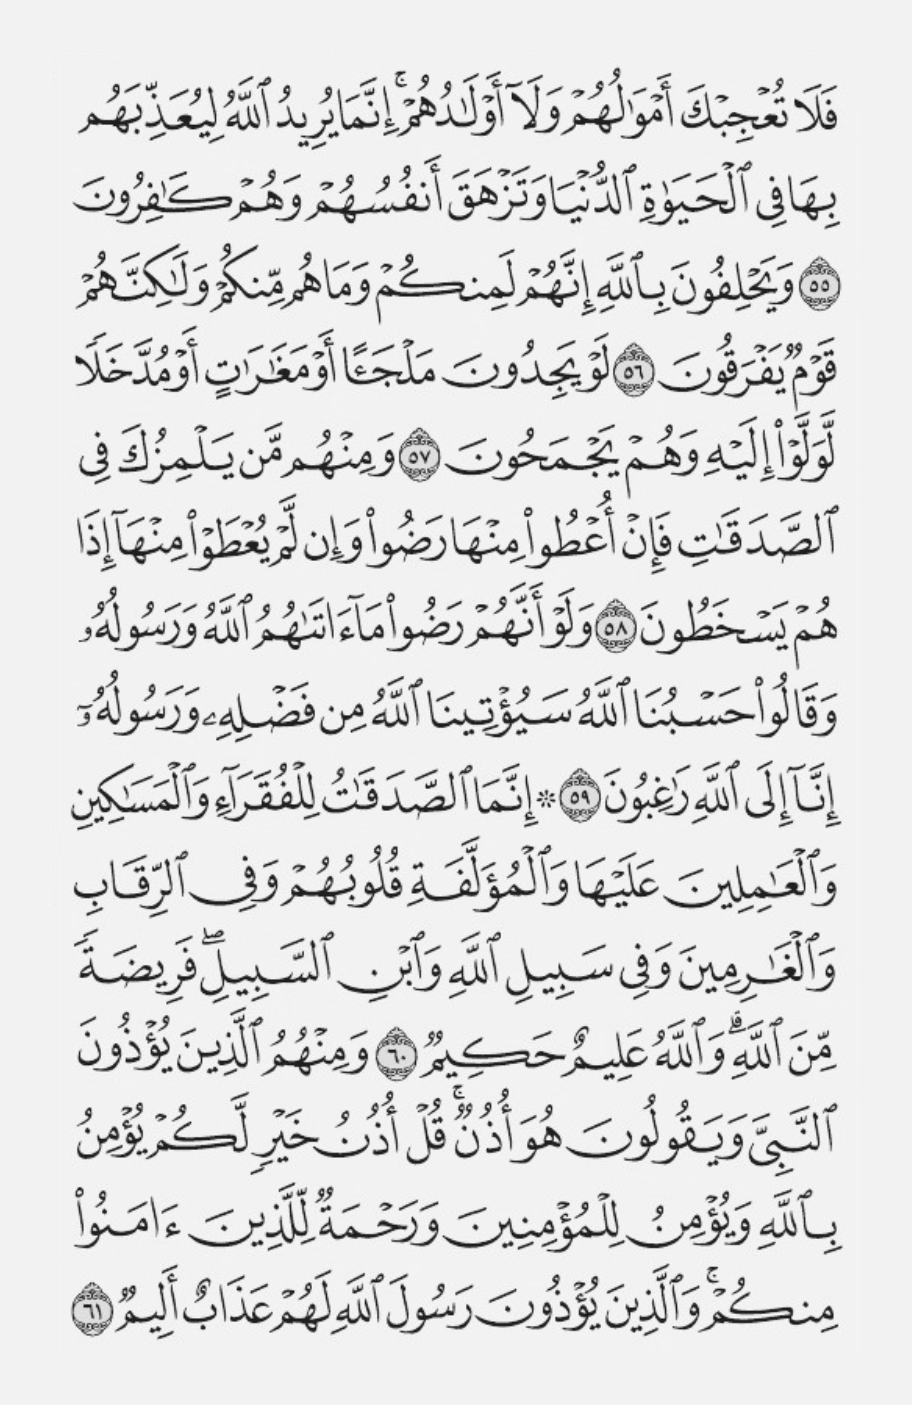 فَلَا تُعۡجِبۡكَ أَمۡوَٰلُهُمۡ وَلَآ أَوۡلَٰدُهُمۡۚ إِنَّمَا يُرِيدُ ٱللَّهُ لِيُعَذِّبَهُم
بِهَا فِي ٱلۡحَيَوٰةِ ٱلدُّنۡيَا وَتَزۡهَقَ أَنفُسُهُمۡ وَهُمۡ كَٰفِرُونَ
٥٥ وَيَحۡلِفُونَ بِٱللَّهِ إِنَّهُمۡ لَمِنكُمۡ وَمَا هُم مِّنكُمۡ وَلَٰكِنَّهُمۡ
قَوۡمٞ يَفۡرَقُونَ ٥٦ لَوۡ يَجِدُونَ مَلۡجَـًٔا أَوۡ مَغَٰرَٰتٍ أَوۡ مُدَّخَلٗا
لَّوَلَّوۡاْ إِلَيۡهِ وَهُمۡ يَجۡمَحُونَ ٥٧ وَمِنۡهُم مَّن يَلۡمِزُكَ فِي
ٱلصَّدَقَٰتِ فَإِنۡ أُعۡطُواْ مِنۡهَا رَضُواْ وَإِن لَّمۡ يُعۡطَوۡاْ مِنۡهَآ إِذَا
هُمۡ يَسۡخَطُونَ ٥٨ وَلَوۡ أَنَّهُمۡ رَضُواْ مَآ ءَاتَىٰهُمُ ٱللَّهُ وَرَسُولُهُۥ
وَقَالُواْ حَسۡبُنَا ٱللَّهُ سَيُؤۡتِينَا ٱللَّهُ مِن فَضۡلِهِۦ وَرَسُولُهُۥٓ
إِنَّآ إِلَى ٱللَّهِ رَٰغِبُونَ ٥٩ ۞ إِنَّمَا ٱلصَّدَقَٰتُ لِلۡفُقَرَآءِ وَٱلۡمَسَٰكِينِ
وَٱلۡعَٰمِلِينَ عَلَيۡهَا وَٱلۡمُؤَلَّفَةِ قُلُوبُهُمۡ وَفِي ٱلرِّقَابِ
وَٱلۡغَٰرِمِينَ وَفِي سَبِيلِ ٱللَّهِ وَٱبۡنِ ٱلسَّبِيلِۖ فَرِيضَةٗ
مِّنَ ٱللَّهِۗ وَٱللَّهُ عَلِيمٌ حَكِيمٞ ٦٠ وَمِنۡهُمُ ٱلَّذِينَ يُؤۡذُونَ
ٱلنَّبِيَّ وَيَقُولُونَ هُوَ أُذُنٞۚ قُلۡ أُذُنُ خَيۡرٖ لَّكُمۡ يُؤۡمِنُ
بِٱللَّهِ وَيُؤۡمِنُ لِلۡمُؤۡمِنِينَ وَرَحۡمَةٞ لِّلَّذِينَ ءَامَنُواْ
مِنكُمۡۚ وَٱلَّذِينَ يُؤۡذُونَ رَسُولَ ٱللَّهِ لَهُمۡ عَذَابٌ أَلِيمٞ ٦١